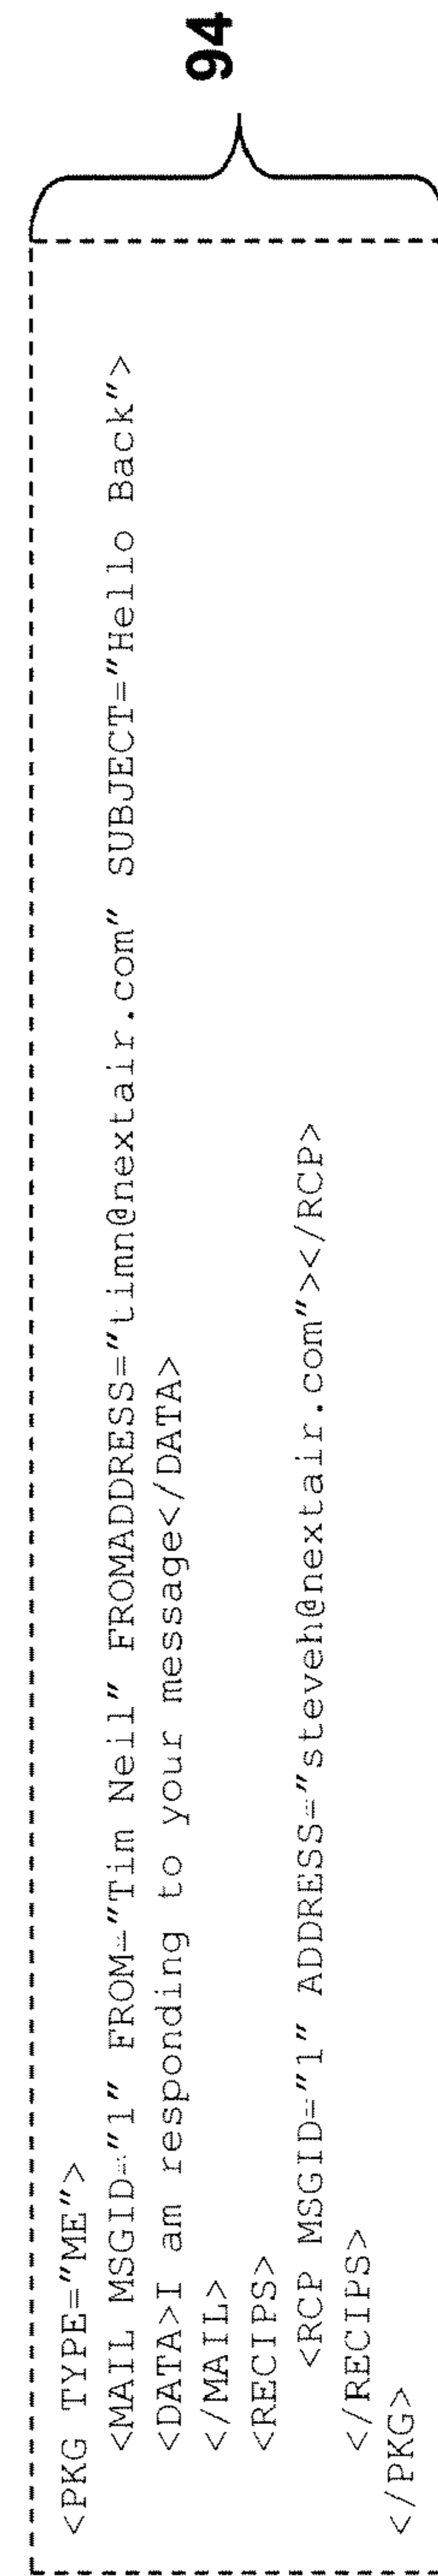 <PKG TYPE="ME">
<MAIL MSGID="1" FROM="Tim Neil" FROMADDRESS="timn@nextair.com" SUBJECT="Hello Back">
<DATA>I am responding to your message</DATA>
</MAIL>
<RECIPS>
<RCP MSGID="1" ADDRESS="steveh@nextair.com"></RCP>
</RECIPS>
</PKG>
94